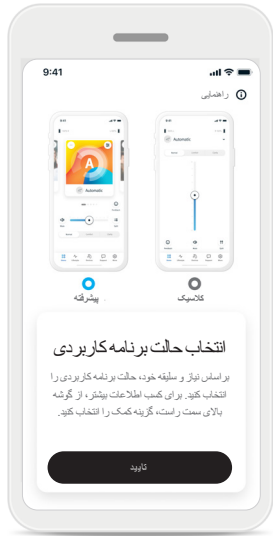 9:41
راهنمایی
Automatic
A
Automatic
پیشرفته
کلاسیک
انتخاب حالت برنامه کاربردی
براساس نیاز و سلیقه خود، حالت برنامه کاربردی را
انتخاب کنید. برای کسب اطلاعات بیشتر، از گوشه
بالای سمت راست، گزینه کمک را انتخاب کنید.
تایید